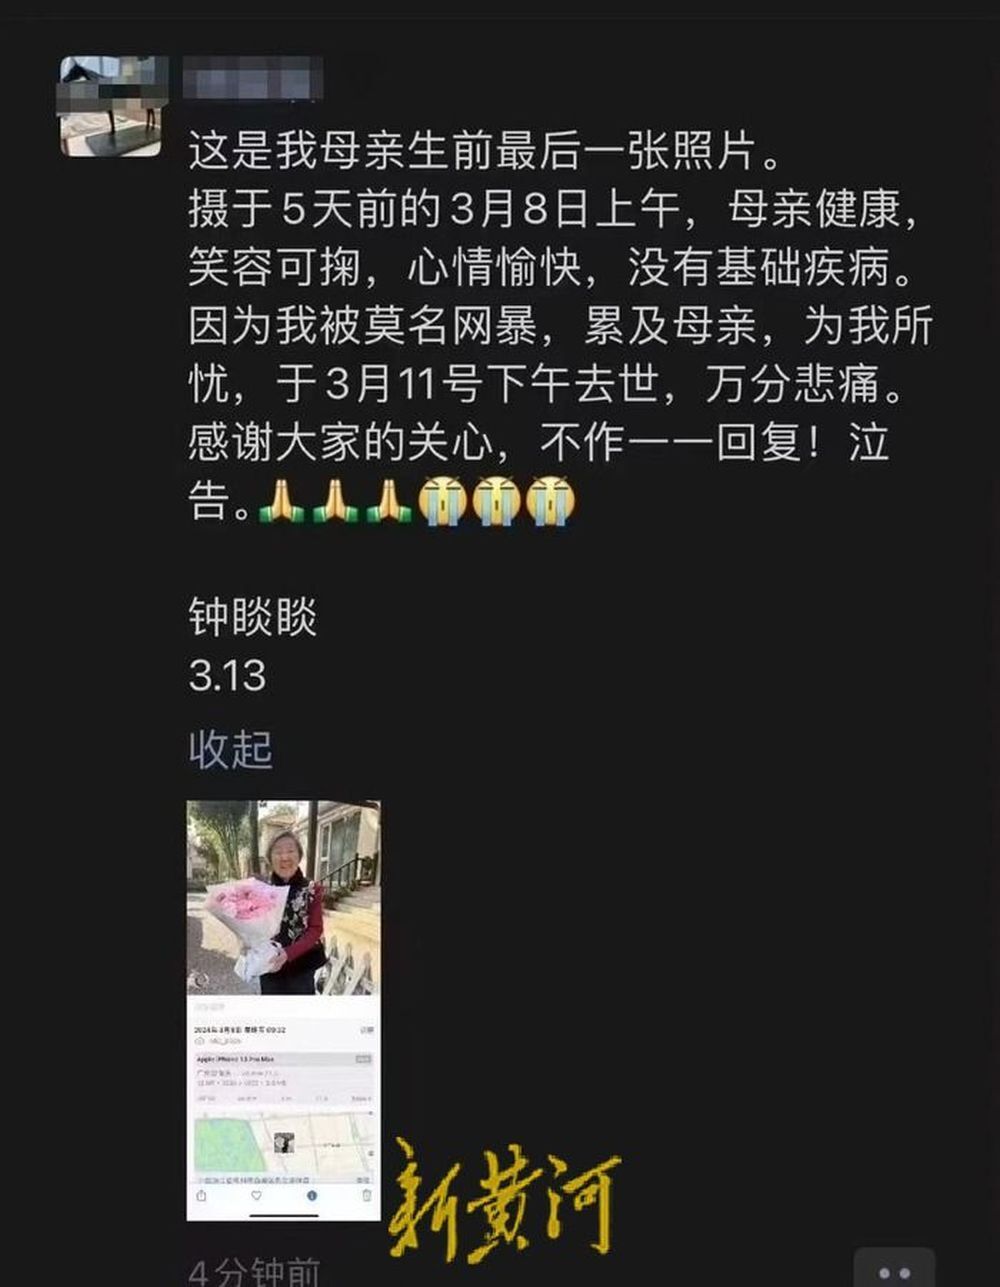 这是我母亲生前最后一张照片。
摄于5天前的3月8日上午，母亲健康，
笑容可掬，心情愉快，没有基础疾病。
因为我被莫名网暴，累及母亲，为我所
忧，于3月11号下午去世，万分悲痛。
感谢大家的关心，不作一一回复！泣
告。🙏🙏🙏😭😭😭
钟睒睒
3.13
收起
2024年3月8日 星期五 09:32
Apple iPhone 13 Pro Max
新黄河
4分钟前